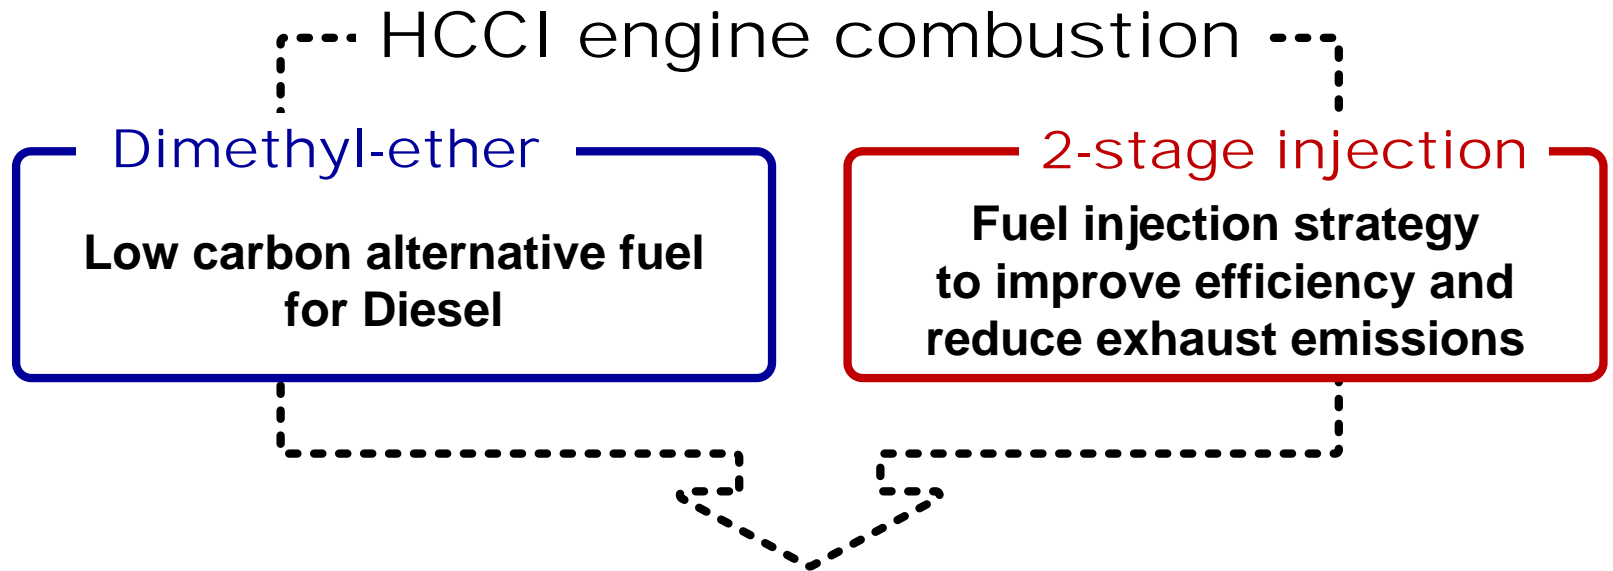 HCCI engine combustion
Dimethyl-ether
Low carbon alternative fuel
for Diesel
2-stage injection
Fuel injection strategy
to improve efficiency and
reduce exhaust emissions